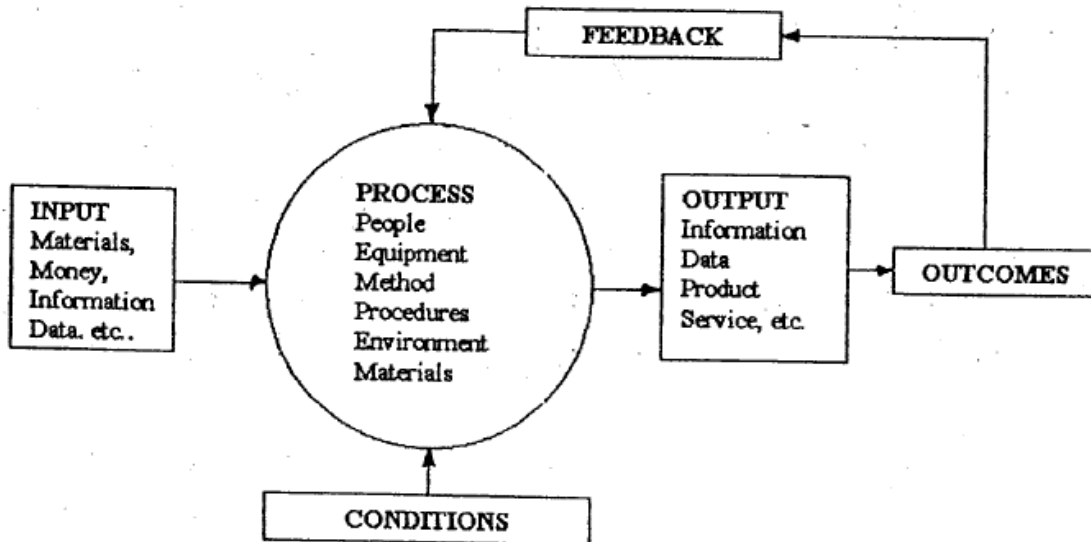 FEEDBACK
INPUT
Materials,
Money,
Information
Data. etc..
PROCESS
People
Equipment
Method
Procedures
Environment
Materials
OUTPUT
Information
Data
Product
Service, etc.
OUTCOMES
CONDITIONS